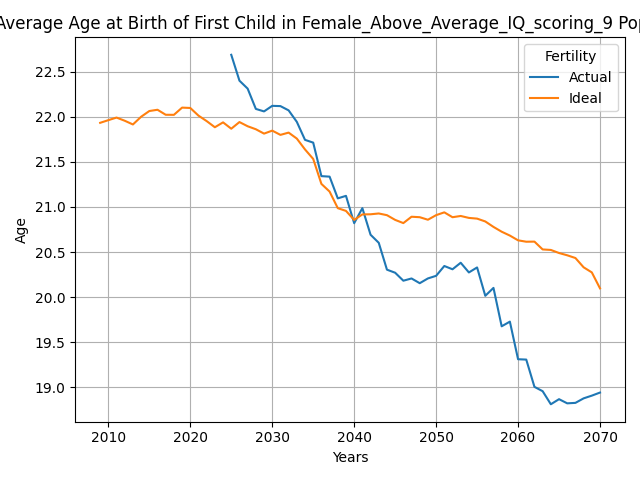 Average Age at Birth of First Child in Female_Above_Average_IQ_scoring_9 Po
Fertility
Actual
Ideal
22.5
22.0
21.5
21.0
20.5
20.0
19.5
19.0
Age
2010 2020 2030 2040 2050 2060 2070
Years